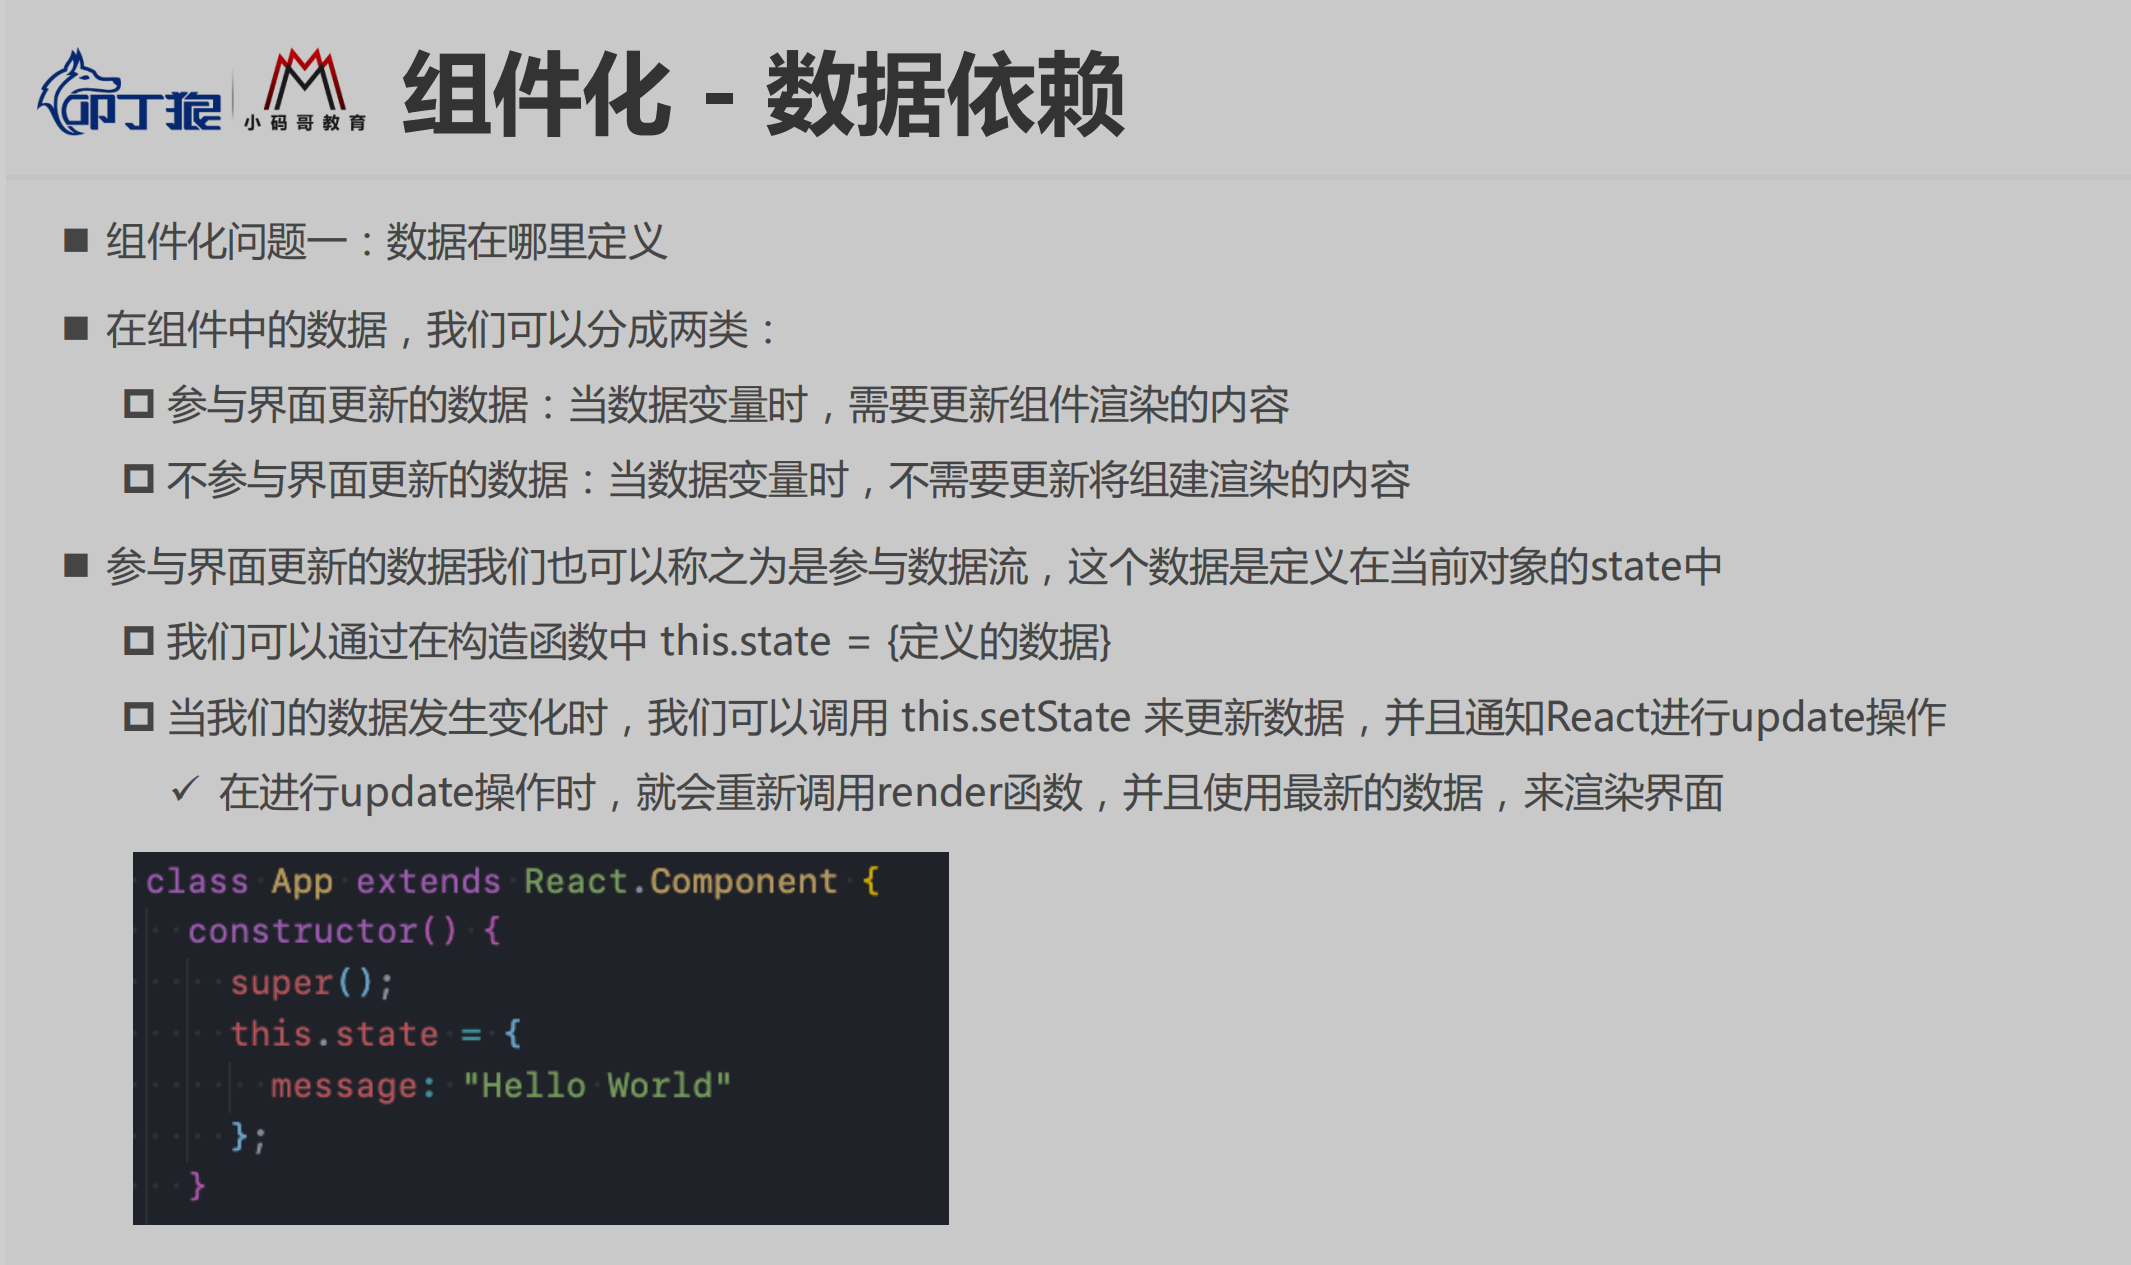 叩丁狼
小码哥教育
组件化 - 数据依赖
组件化问题一：数据在哪里定义
在组件中的数据，我们可以分成两类：
参与界面更新的数据：当数据变量时，需要更新组件渲染的内容
不参与界面更新的数据：当数据变量时，不需要更新将组建渲染的内容
参与界面更新的数据我们也可以称之为是参与数据流，这个数据是定义在当前对象的state中
我们可以通过在构造函数中 this.state = {定义的数据}
当我们的数据发生变化时，我们可以调用 this.setState 来更新数据，并且通知React进行update操作
在进行update操作时，就会重新调用render函数，并且使用最新的数据，来渲染界面
class App extends React.Component {
constructor() {
super();
this.state = {
message: "Hello World"
};
}